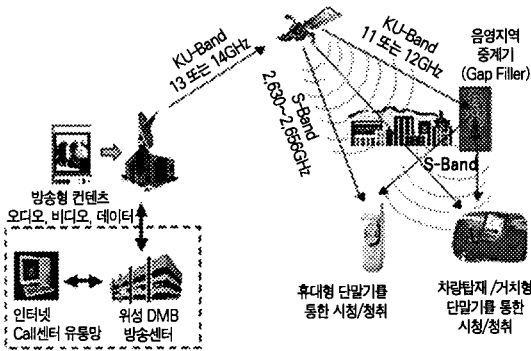 KU-Band
13 또는 14GHz
KU-Band
11 또는 12GHz
음영지역
중계기
(Gap Filler)
S-Band
2,630~2,656GHz
S-Band
방송형 컨텐츠
오디오, 비디오, 데이터
인터넷
Call센터 유통망
위성 DMB
방송센터
휴대형 단말기를
통한 시청/청취
차량탑재/거치형
단말기를 통한
시청/청취